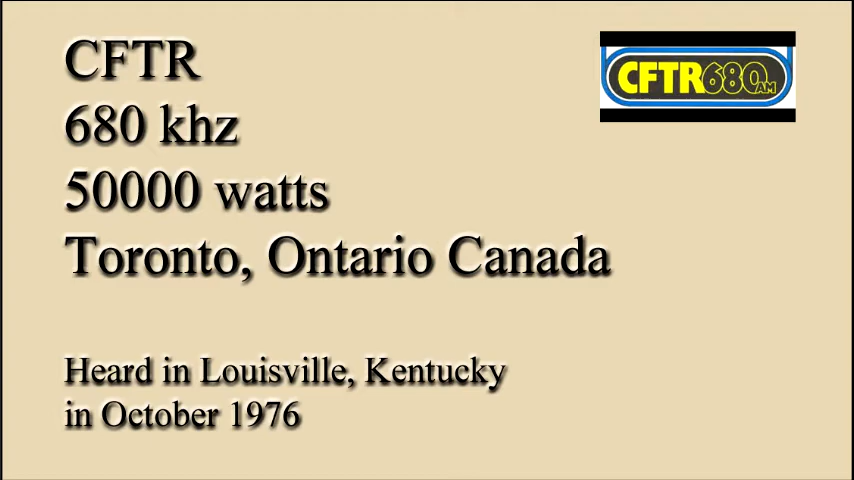 CFTR
680 khz
50000 watts
Toronto, Ontario Canada
Heard in Louisville, Kentucky
in October 1976
CFTR680AM